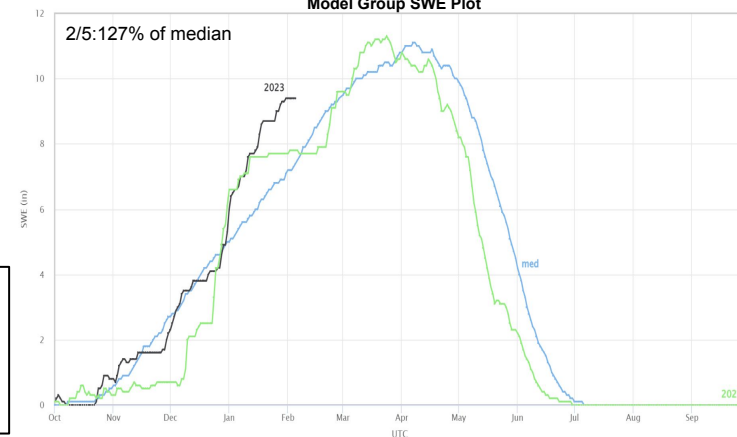 Model Group SWE Plot
12
2/5:127% of median
10
2023
8
SWE (in)
6
med
4
2
202
0
Oct Nov Dec Jan Feb Mar Apr May Jun Jul Aug Sep
UTC